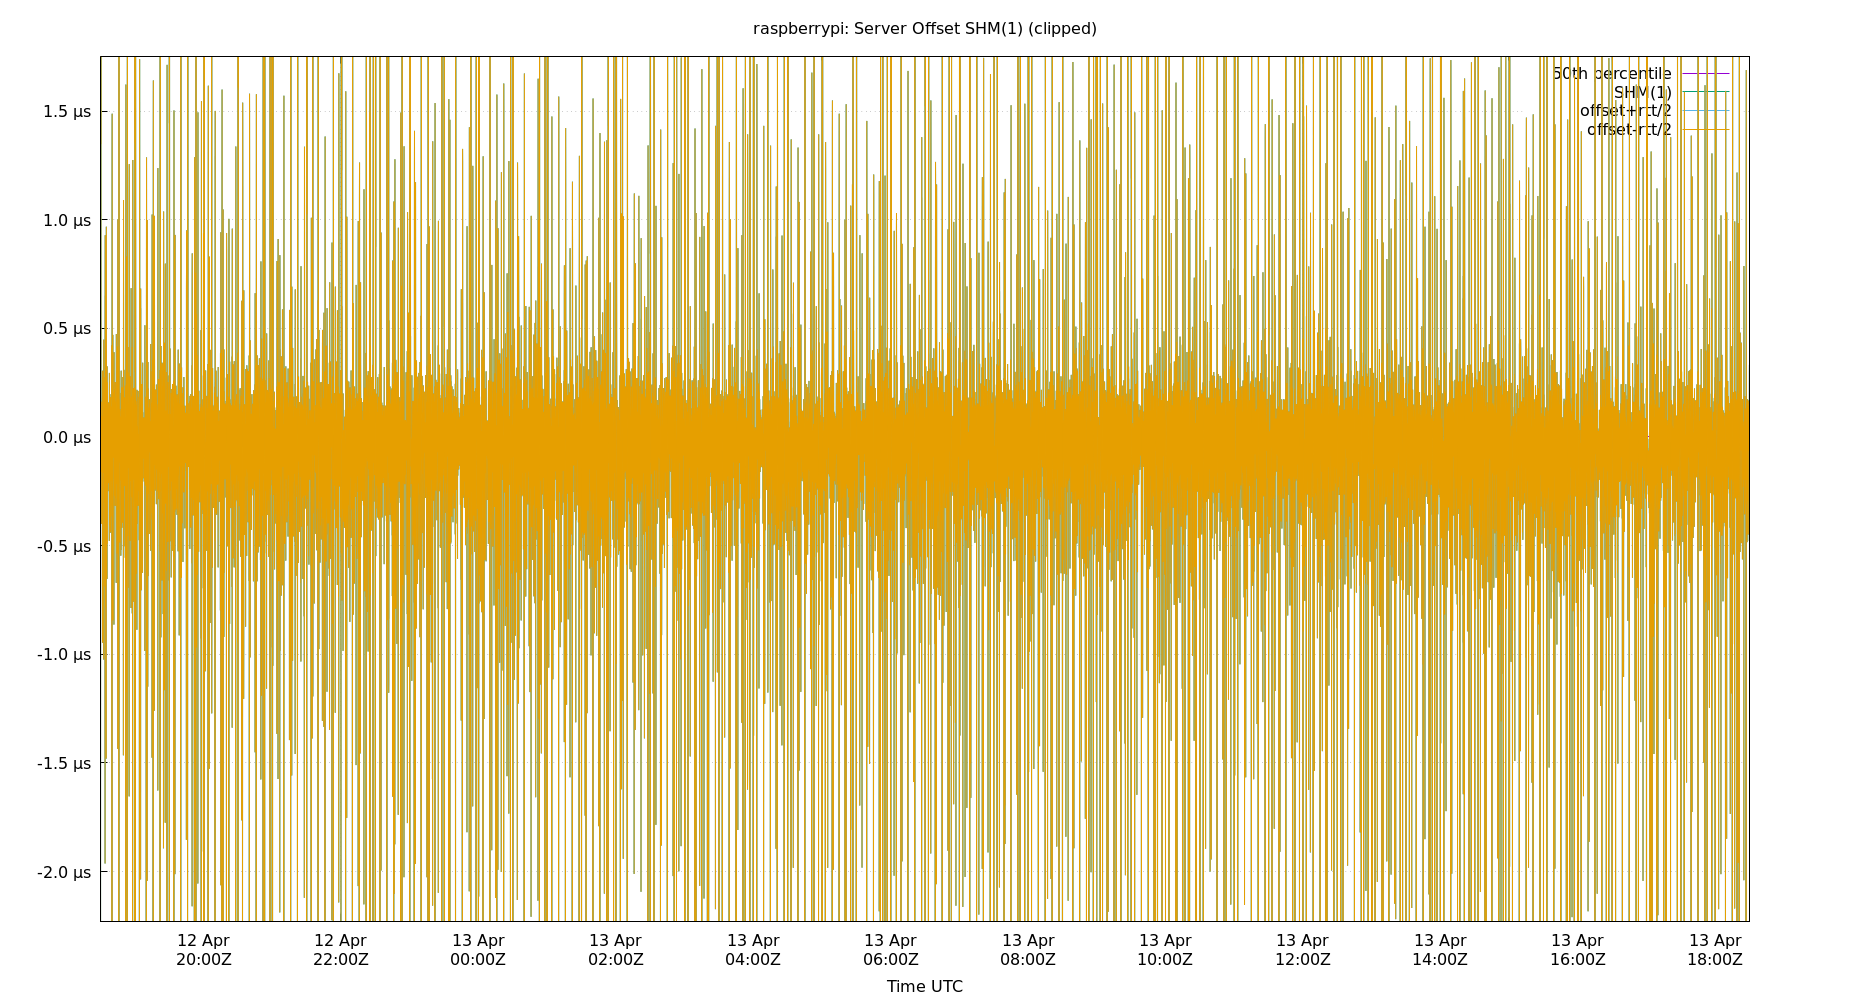 raspberrypi: Server Offset SHM(1) (clipped)
50th percentile
SHM(1)
offset+rtt/2
offset-rtt/2
1.5 µs
1.0 µs
0.5 µs
0.0 µs
-0.5 µs
-1.0 µs
-1.5 µs
-2.0 µs
12 Apr 12 Apr 13 Apr 13 Apr 13 Apr 13 Apr 13 Apr 13 Apr 13 Apr 13 Apr 13 Apr 13 Apr
20:00Z 22:00Z 00:00Z 02:00Z 04:00Z 06:00Z 08:00Z 10:00Z 12:00Z 14:00Z 16:00Z 18:00Z
Time UTC